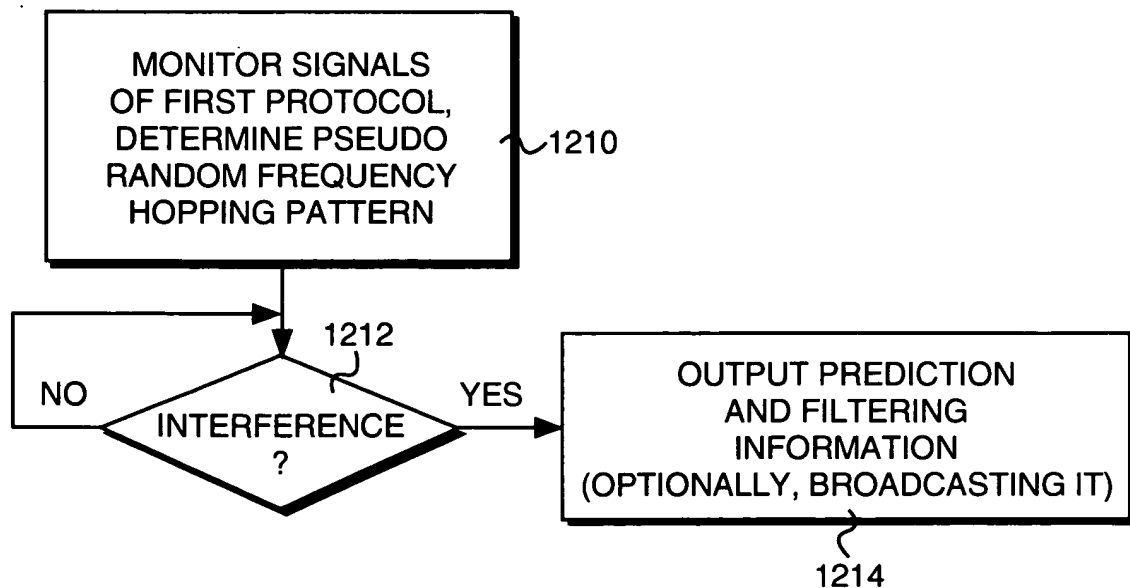 MONITOR SIGNALS
OF FIRST PROTOCOL,
DETERMINE PSEUDO
RANDOM FREQUENCY
HOPPING PATTERN
1210
1212
NO
INTERFERENCE
?
YES
OUTPUT PREDICTION
AND FILTERING
INFORMATION
(OPTIONALLY, BROADCASTING IT)
1214